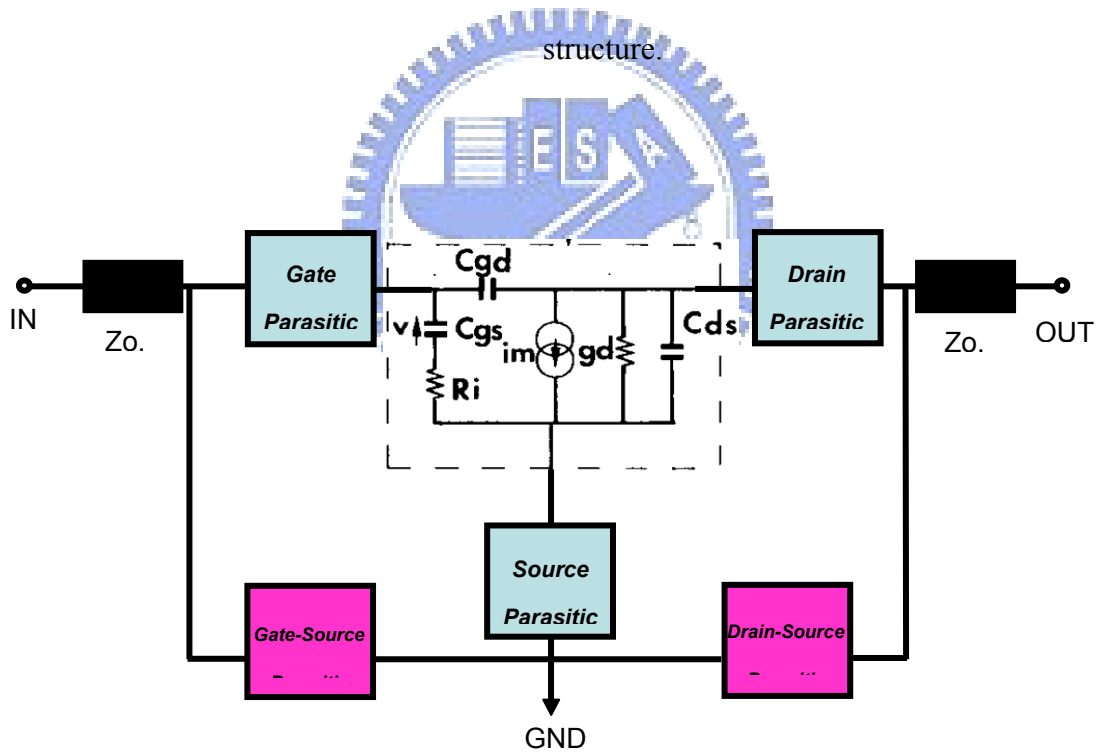 structure.
E S A
Gate
Parasitic
Cgd
Drain
Parasitic
IN
Zo.
v
Cgs
im
gd
Cds
Zo.
OUT
Ri
Source
Parasitic
Gate-Source
Drain-Source
GND